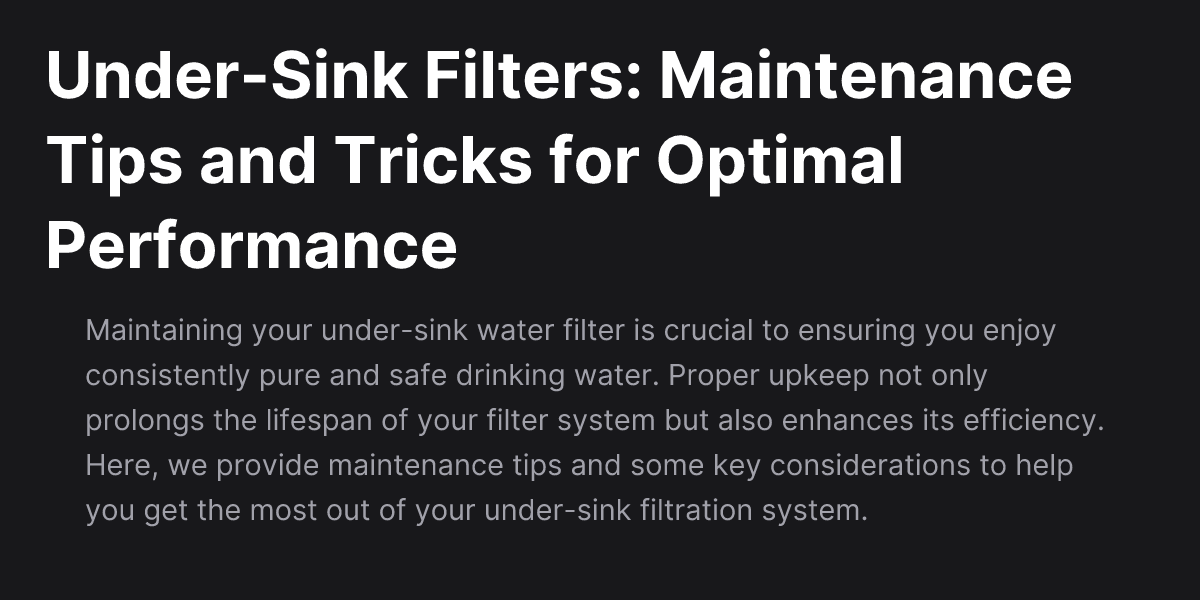 Under-Sink Filters: Maintenance
Tips and Tricks for Optimal
Performance
Maintaining your under-sink water filter is crucial to ensuring you enjoy
consistently pure and safe drinking water. Proper upkeep not only
prolongs the lifespan of your filter system but also enhances its efficiency.
Here, we provide maintenance tips and some key considerations to help
you get the most out of your under-sink filtration system.